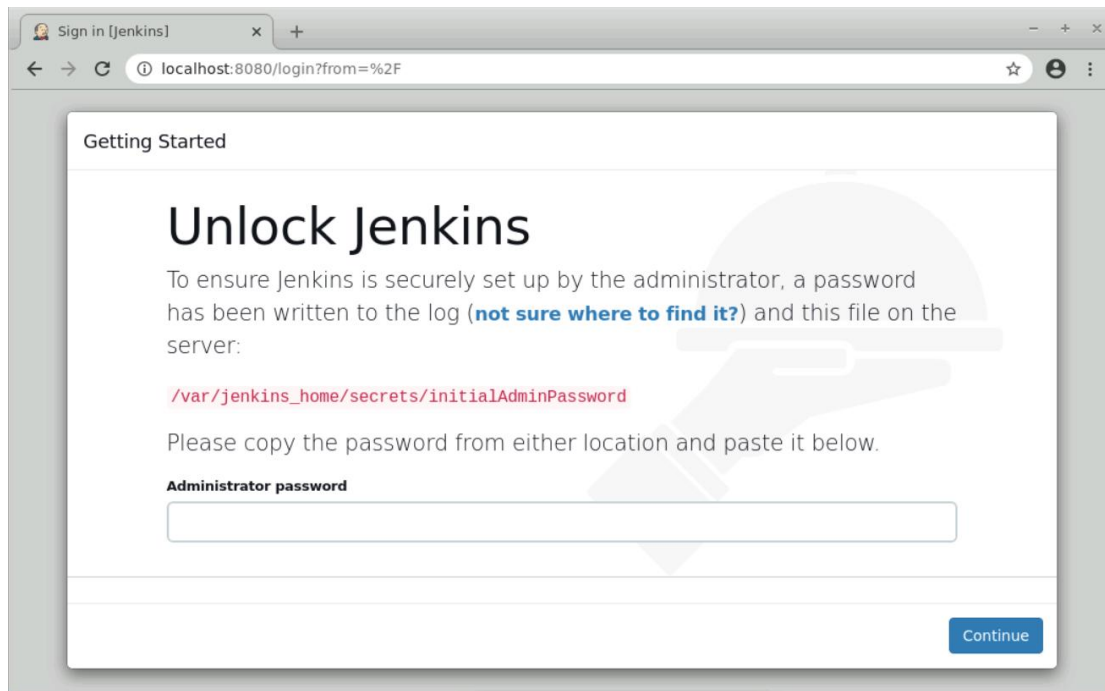 Sign in [Jenkins]
localhost:8080/login?from=%2F
Getting Started
Unlock Jenkins
To ensure Jenkins is securely set up by the administrator, a password
has been written to the log (not sure where to find it?) and this file on the
server:
/var/jenkins_home/secrets/initialAdminPassword
Please copy the password from either location and paste it below.
Administrator password
Continue